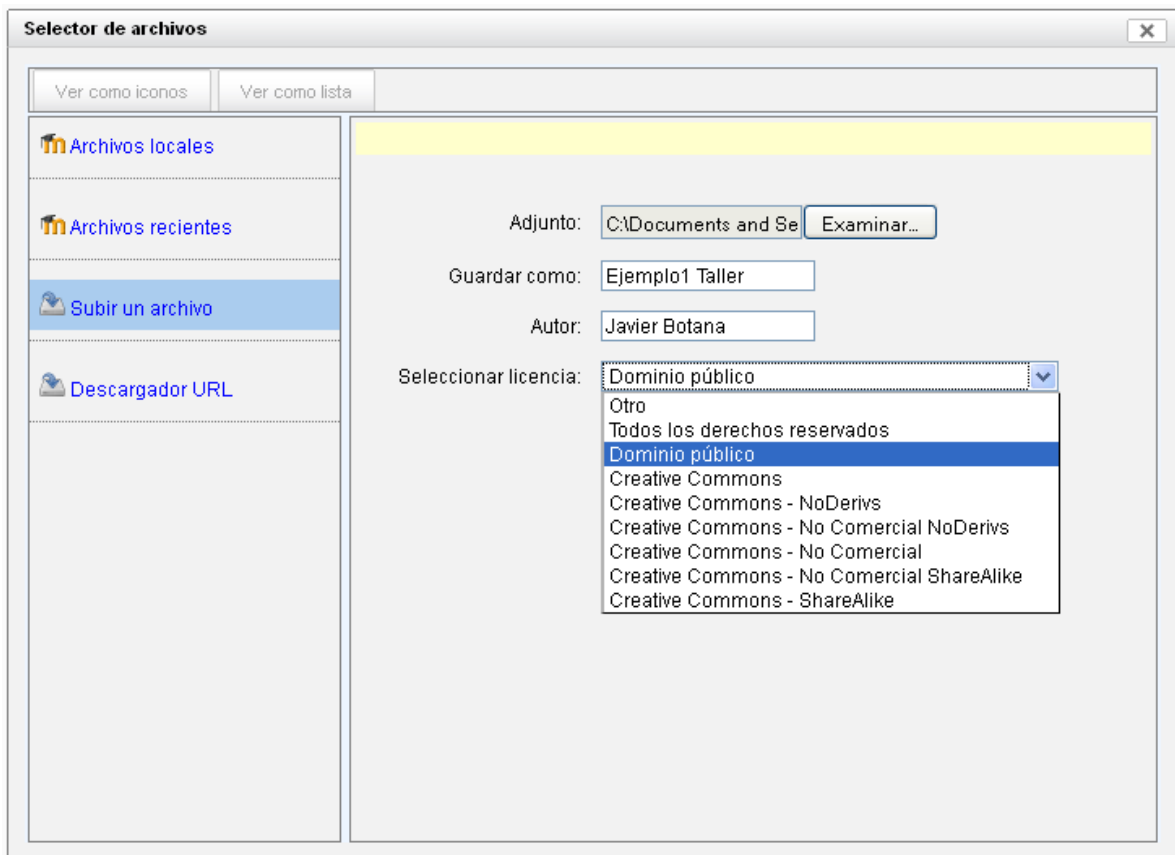 Selector de archivos
Ver como iconos Ver como lista
Archivos locales
Archivos recientes
Subir un archivo
Descargador URL
Adjunto: C:\Documents and Se Examinar...
Guardar como: Ejemplo1 Taller
Autor: Javier Botana
Seleccionar licencia: Dominio público
Otro
Todos los derechos reservados
Dominio público
Creative Commons
Creative Commons - NoDerivs
Creative Commons - No Comercial NoDerivs
Creative Commons - No Comercial
Creative Commons - No Comercial ShareAlike
Creative Commons - ShareAlike